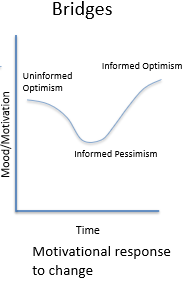 Bridges
Informed Optimism
Uninformed
Optimism
Mood/Motivation
Informed Pessimism
Time
Motivational response
to change